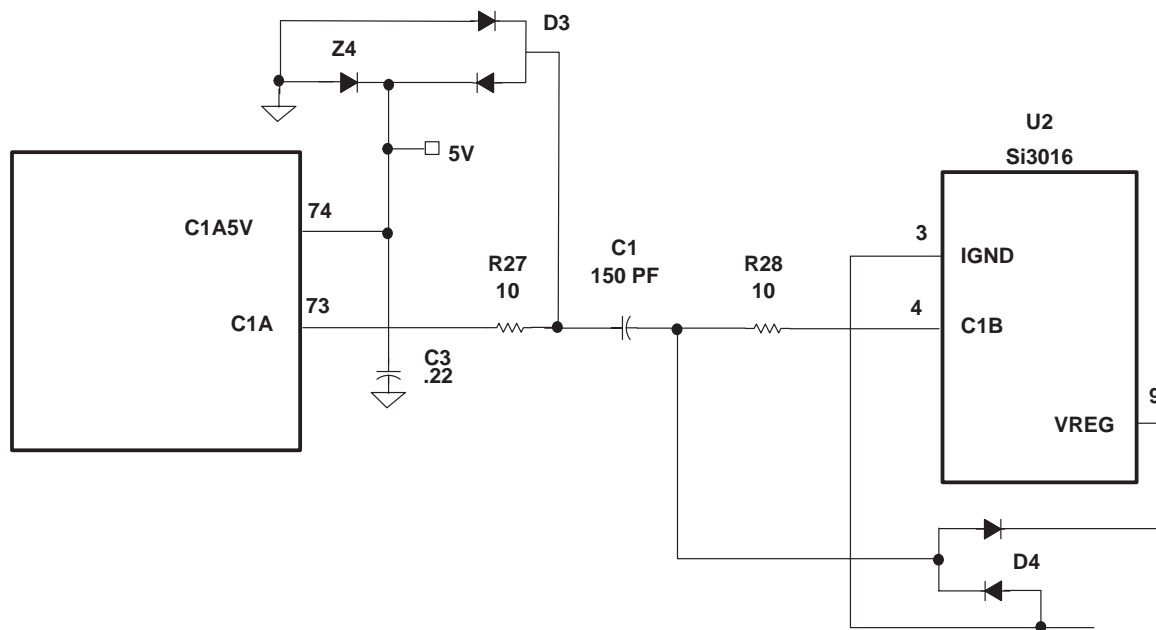 D3
Z4
5V
U2
Si3016
C1A5V
74
3
IGND
C1
150 PF
R27
10
R28
10
C1A
73
4
C1B
C3
.22
9
VREG
D4